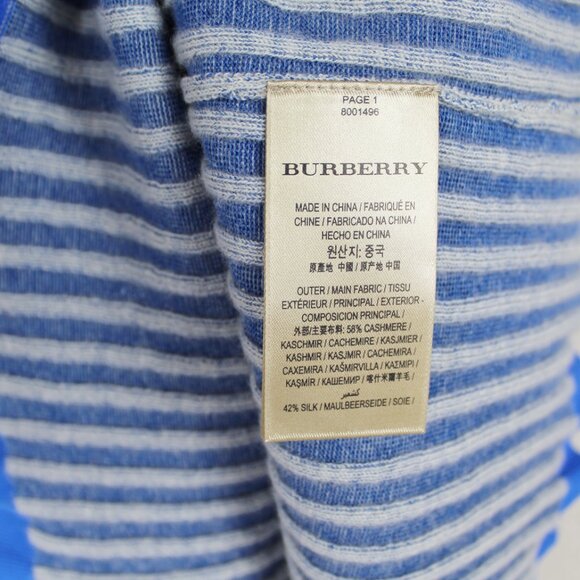 PAGE 1
8001496
BURBERRY
MADE IN CHINA / FABRIQUÉ EN
CHINE / FABRICADO NA CHINA /
HECHO EN CHINA
원산지: 중국
原產地 中國 / 原产地 中国
OUTER / MAIN FABRIC / TISSU
EXTÉRIEUR / PRINCIPAL / EXTERIOR -
COMPOSICION PRINCIPAL /
外部/主要布料: 58% CASHMERE /
KASCHMIR / CACHEMIRE / KASJMIER /
KASHMIR / KASJMIR / CACHEMIRA /
CAXEMIRA / KAŠMIRVILLA / KAŞMIRI /
KAŞMİR / КАШЕМИР / 喀什米爾羊毛 /
كشمير
42% SILK / MAULBEERSEIDE / SOIE /